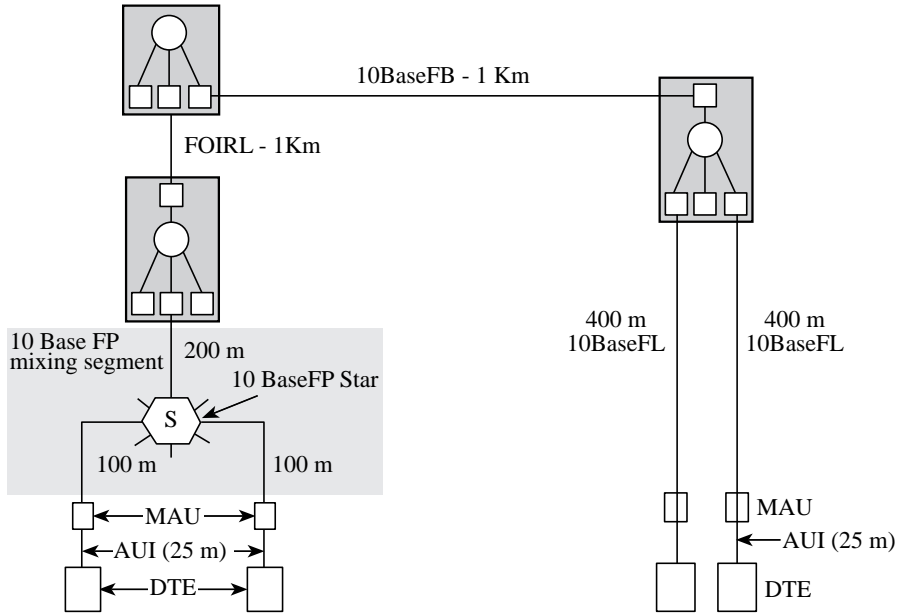 10BaseFB - 1 Km
FOIRL - 1Km
10 Base FP
mixing segment
200 m
10 BaseFP Star
S
100 m
100 m
400 m
10BaseFL
400 m
10BaseFL
MAU
AUI (25 m)
DTE
MAU
AUI (25 m)
DTE